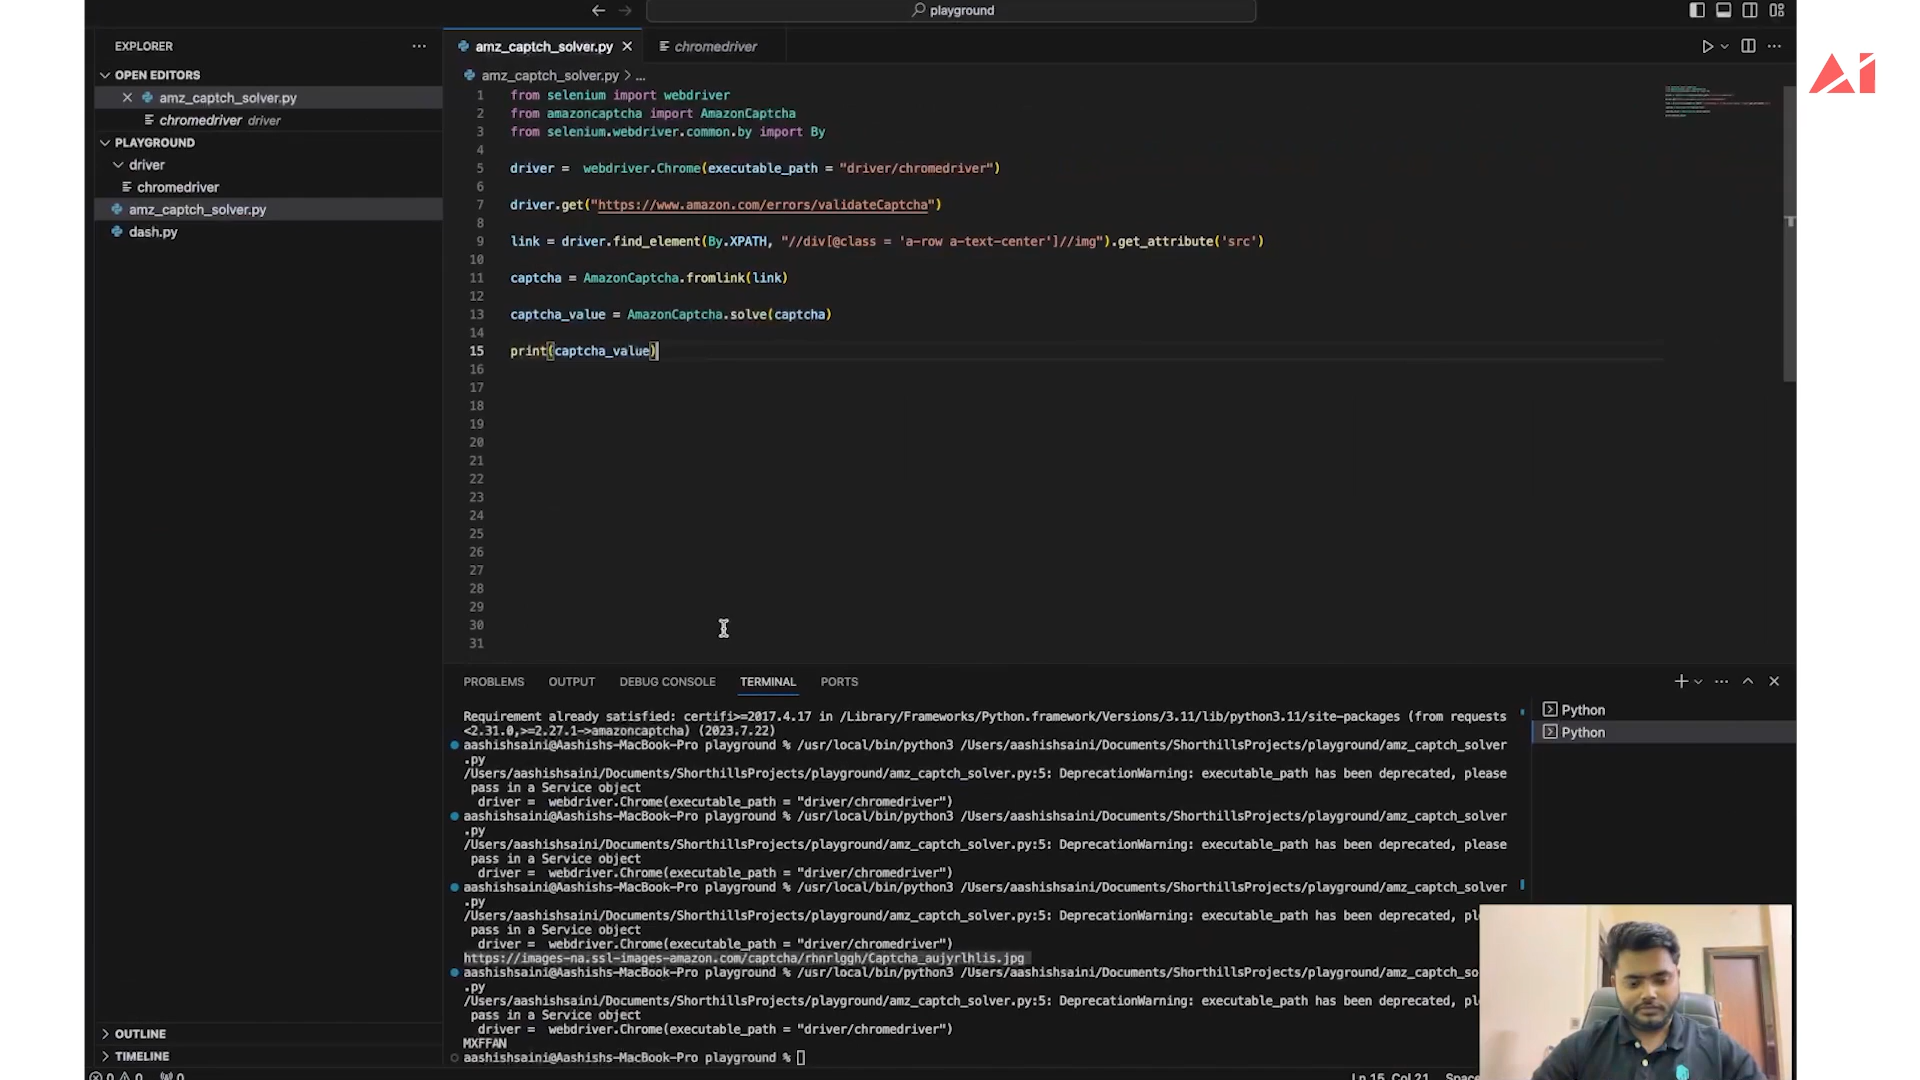 playground
EXPLORER
OPEN EDITORS
amz_captch_solver.py
chromedriver driver
PLAYGROUND
driver
chromedriver
amz_captch_solver.py
dash.py
OUTLINE
TIMELINE
amz_captch_solver.py
chromedriver
Ai
amz_captch_solver.py > ...
1 from selenium import webdriver
2 from amazoncaptcha import AmazonCaptcha
3 from selenium.webdriver.common.by import By
4
5 driver =  webdriver.Chrome(executable_path = "driver/chromedriver")
6
7 driver.get("https://www.amazon.com/errors/validateCaptcha")
8
9 link = driver.find_element(By.XPATH, "//div[@class = 'a-row a-text-center']//img").get_attribute('src')
10
11 captcha = AmazonCaptcha.fromlink(link)
12
13 captcha_value = AmazonCaptcha.solve(captcha)
14
15 print(captcha_value)
16
17
18
19
20
21
22
23
24
25
26
27
28
29
30
31
PROBLEMS OUTPUT DEBUG CONSOLE TERMINAL PORTS
Requirement already satisfied: certifi>=2017.4.17 in /Library/Frameworks/Python.framework/Versions/3.11/lib/python3.11/site-packages (from requests
<2.31.0,>=2.27.1->amazoncaptcha) (2023.7.22)
aashishsaini@Aashishs-MacBook-Pro playground % /usr/local/bin/python3 /Users/aashishsaini/Documents/ShorthillsProjects/playground/amz_captch_solver
.py
/Users/aashishsaini/Documents/ShorthillsProjects/playground/amz_captch_solver.py:5: DeprecationWarning: executable_path has been deprecated, please
pass in a Service object
driver =  webdriver.Chrome(executable_path = "driver/chromedriver")
aashishsaini@Aashishs-MacBook-Pro playground % /usr/local/bin/python3 /Users/aashishsaini/Documents/ShorthillsProjects/playground/amz_captch_solver
.py
/Users/aashishsaini/Documents/ShorthillsProjects/playground/amz_captch_solver.py:5: DeprecationWarning: executable_path has been deprecated, please
pass in a Service object
driver =  webdriver.Chrome(executable_path = "driver/chromedriver")
aashishsaini@Aashishs-MacBook-Pro playground % /usr/local/bin/python3 /Users/aashishsaini/Documents/ShorthillsProjects/playground/amz_captch_solver
.py
/Users/aashishsaini/Documents/ShorthillsProjects/playground/amz_captch_solver.py:5: DeprecationWarning: executable_path has been deprecated, ple
pass in a Service object
driver =  webdriver.Chrome(executable_path = "driver/chromedriver")
https://images-na.ssl-images-amazon.com/captcha/rhnrlggh/Captcha_aujyrlhlis.jpg
aashishsaini@Aashishs-MacBook-Pro playground % /usr/local/bin/python3 /Users/aashishsaini/Documents/ShorthillsProjects/playground/amz_captch_so
.py
/Users/aashishsaini/Documents/ShorthillsProjects/playground/amz_captch_solver.py:5: DeprecationWarning: executable_path has been deprecated, ple
pass in a Service object
driver =  webdriver.Chrome(executable_path = "driver/chromedriver")
MXFFAN
aashishsaini@Aashishs-MacBook-Pro playground %
Python
Python
0 0 0
Ln 15, Col 21 Space